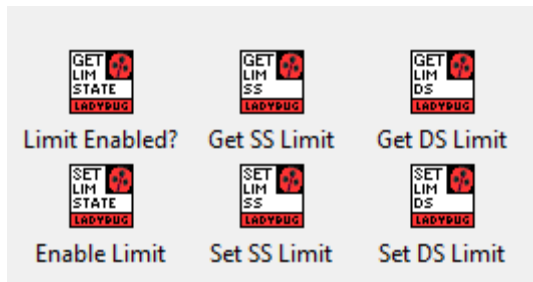 GET GET GET
LIM LIM LIM
STATE SS DS
LADYBUG LADYBUG LADYBUG
Limit Enabled? Get SS Limit Get DS Limit
SET SET SET
LIM LIM LIM
STATE SS DS
LADYBUG LADYBUG LADYBUG
Enable Limit Set SS Limit Set DS Limit